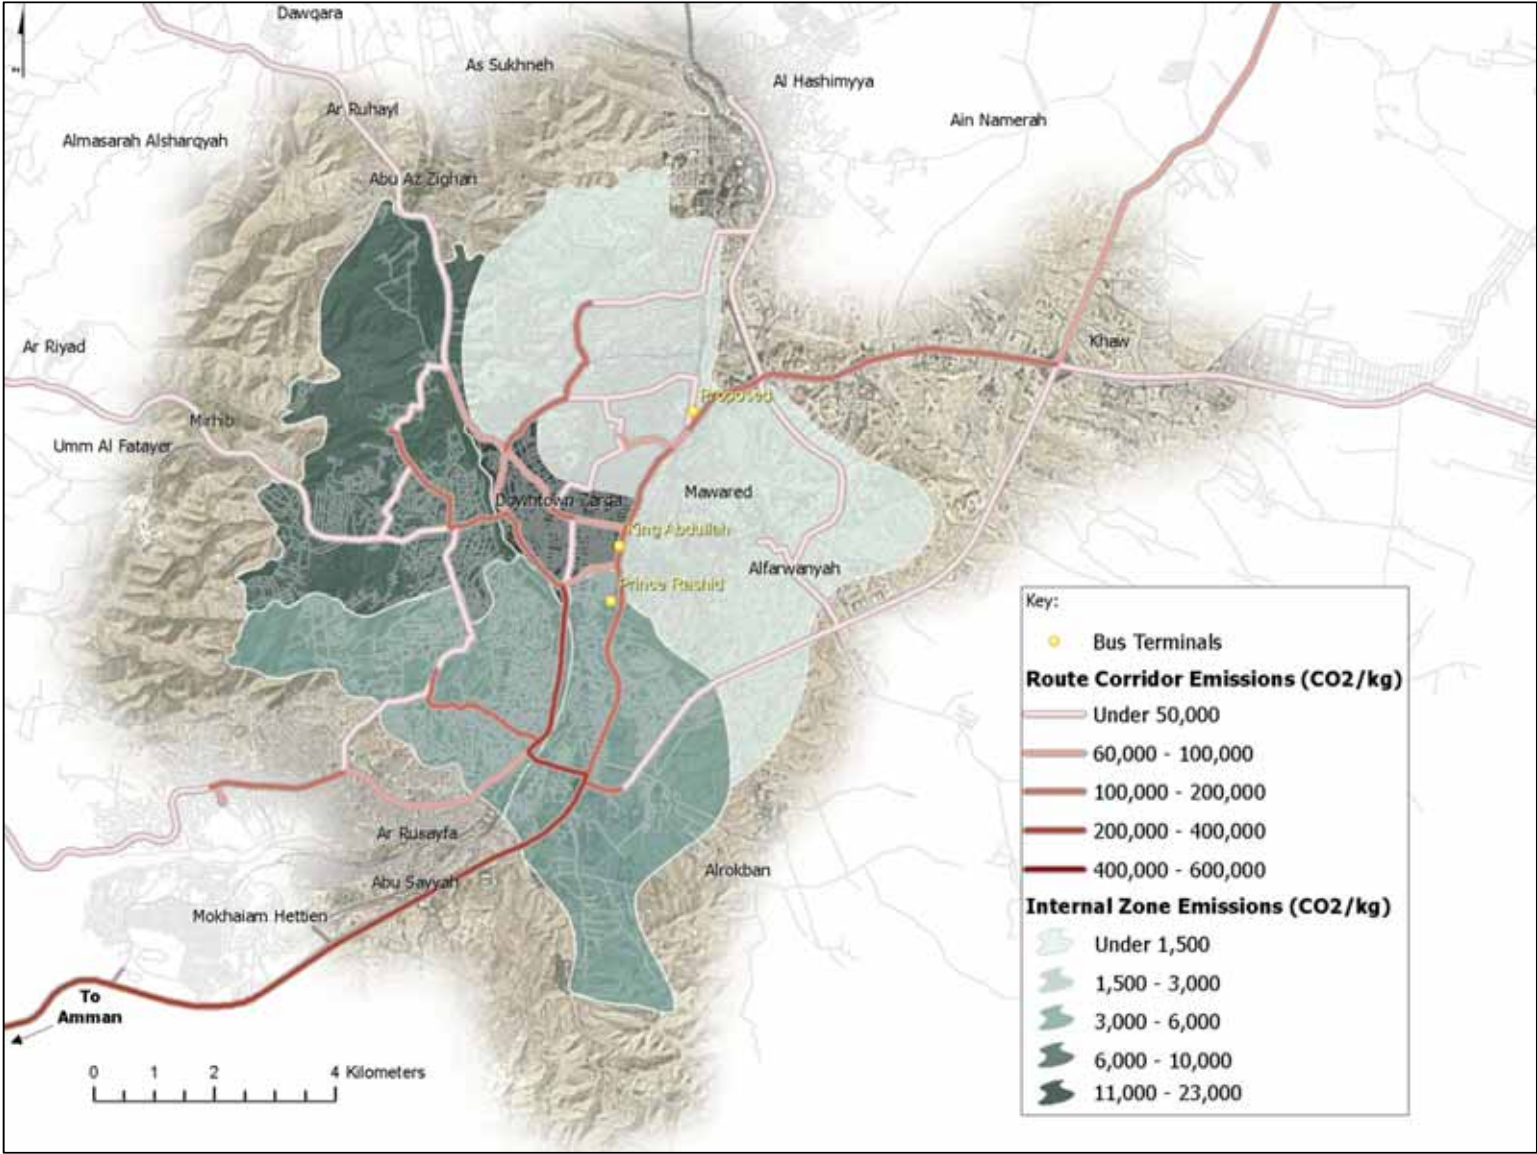 Dawqara
As Sukhneh
Al Hashimyya
Ar Ruhayl
Ain Namerah
Almasarah Alsharqyah
Abu Az Zighan
Khaw
Ar Riyad
Proposed
Mirhib
Umm Al Fatayer
Mawared
Downtown Zarqa
King Abdullah
Alfarwanyah
Prince Rashid
Ar Rusayfa
Abu Sayyah
Alrokban
Mokhaiam Hettien
To
Amman
0 1 2 4 Kilometers
Key:
Bus Terminals
Route Corridor Emissions (CO2/kg)
Under 50,000
60,000 - 100,000
100,000 - 200,000
200,000 - 400,000
400,000 - 600,000
Internal Zone Emissions (CO2/kg)
Under 1,500
1,500 - 3,000
3,000 - 6,000
6,000 - 10,000
11,000 - 23,000